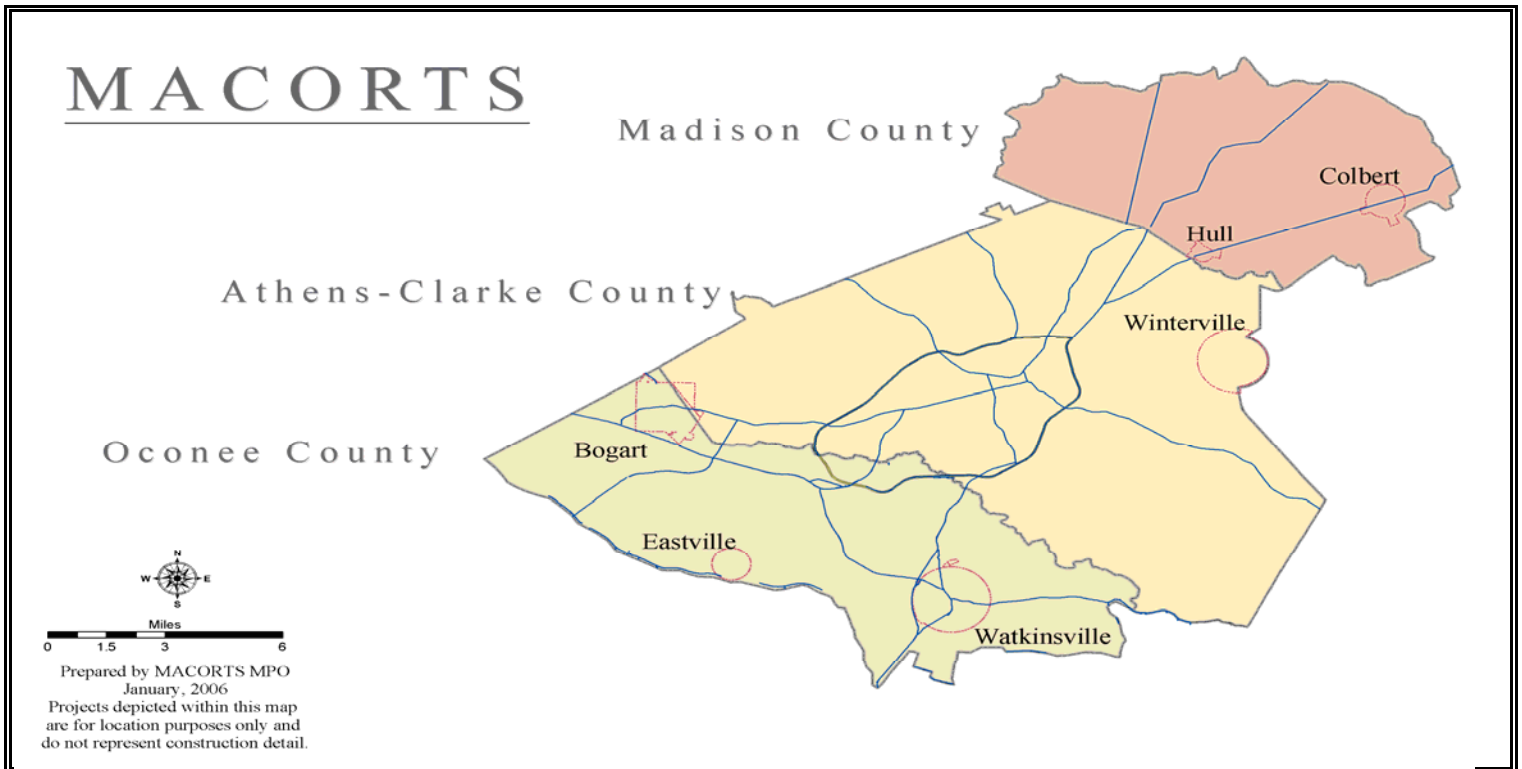 MACORTS
Madison County
Colbert
Hull
Athens-Clarke County
Winterville
Oconee County
Bogart
Eastville
Watkinsville
N
W E
S
Miles
0 1.5 3 6
Prepared by MACORTS MPO
January, 2006
Projects depicted within this map
are for location purposes only and
do not represent construction detail.